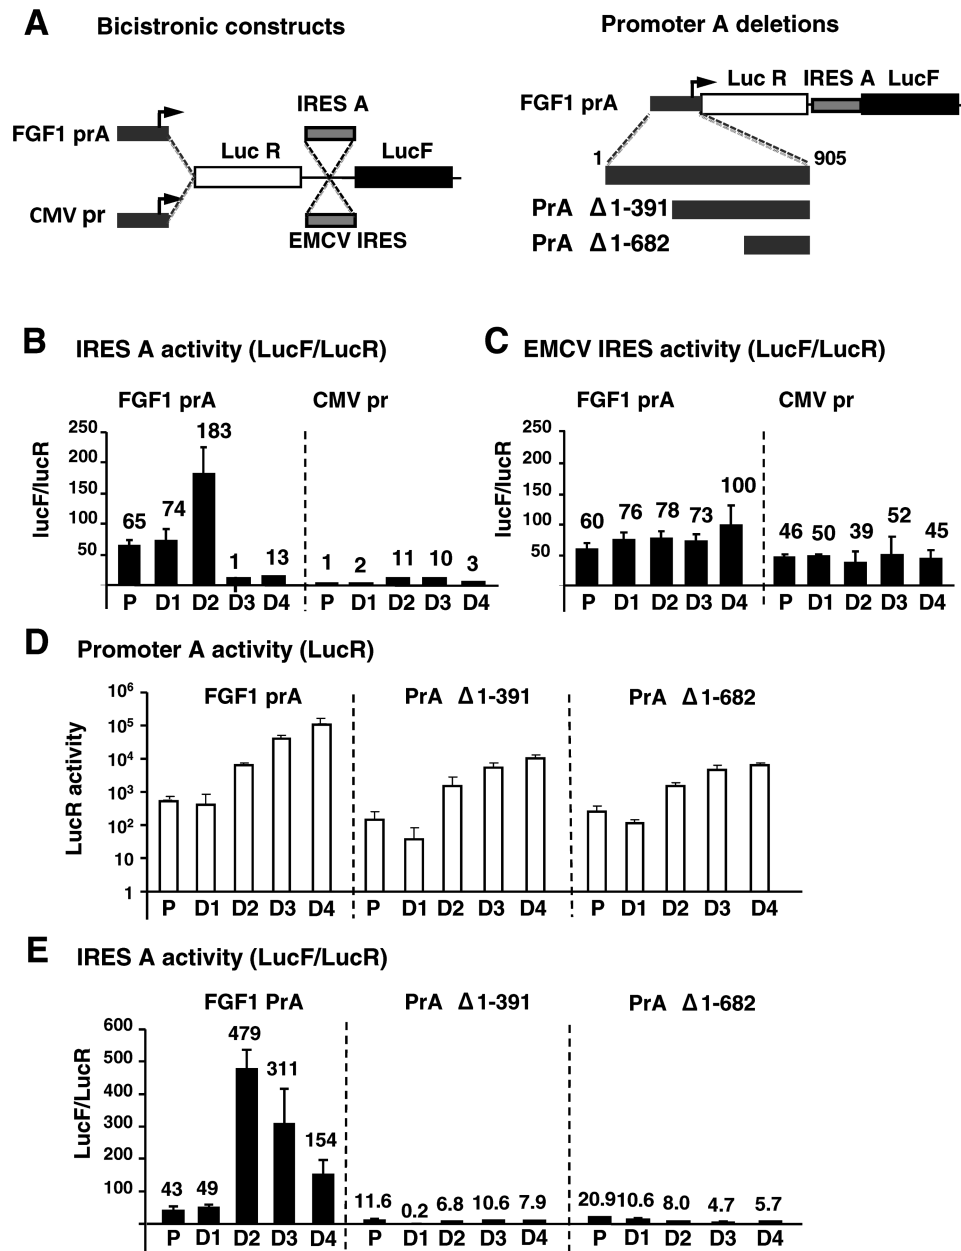 A
Bicistronic constructs
Promoter A deletions
IRES A
FGF1 prA
Luc R
LucF
CMV pr
EMCV IRES
Luc R IRES A LucF
FGF1 prA
1
905
PrA Δ1-391
PrA Δ1-682
B IRES A activity (LucF/LucR)
FGF1 prA
CMV pr
lucF/lucR
250
200
150
100
50
65
74
183
1
13
1
2
11
10
3
P D1 D2 D3 D4 P D1 D2 D3 D4
C EMCV IRES activity (LucF/LucR)
FGF1 prA
CMV pr
lucF/lucR
250
200
150
100
50
60
76
78
73
100
46
50
39
52
45
P D1 D2 D3 D4 P D1 D2 D3 D4
D Promoter A activity (LucR)
FGF1 prA
PrA Δ1-391
PrA Δ1-682
LucR activity
10⁶
10⁵
10⁴
10³
10²
10
1
P D1 D2 D3 D4 P D1 D2 D3 D4 P D1 D2 D3 D4
E IRES A activity (LucF/LucR)
FGF1 PrA
PrA Δ1-391
PrA Δ1-682
LucF/LucR
600
500
400
300
200
100
43
49
479
311
154
11.6
0.2
6.8
10.6
7.9
20.9
10.6
8.0
4.7
5.7
P D1 D2 D3 D4 P D1 D2 D3 D4 P D1 D2 D3 D4